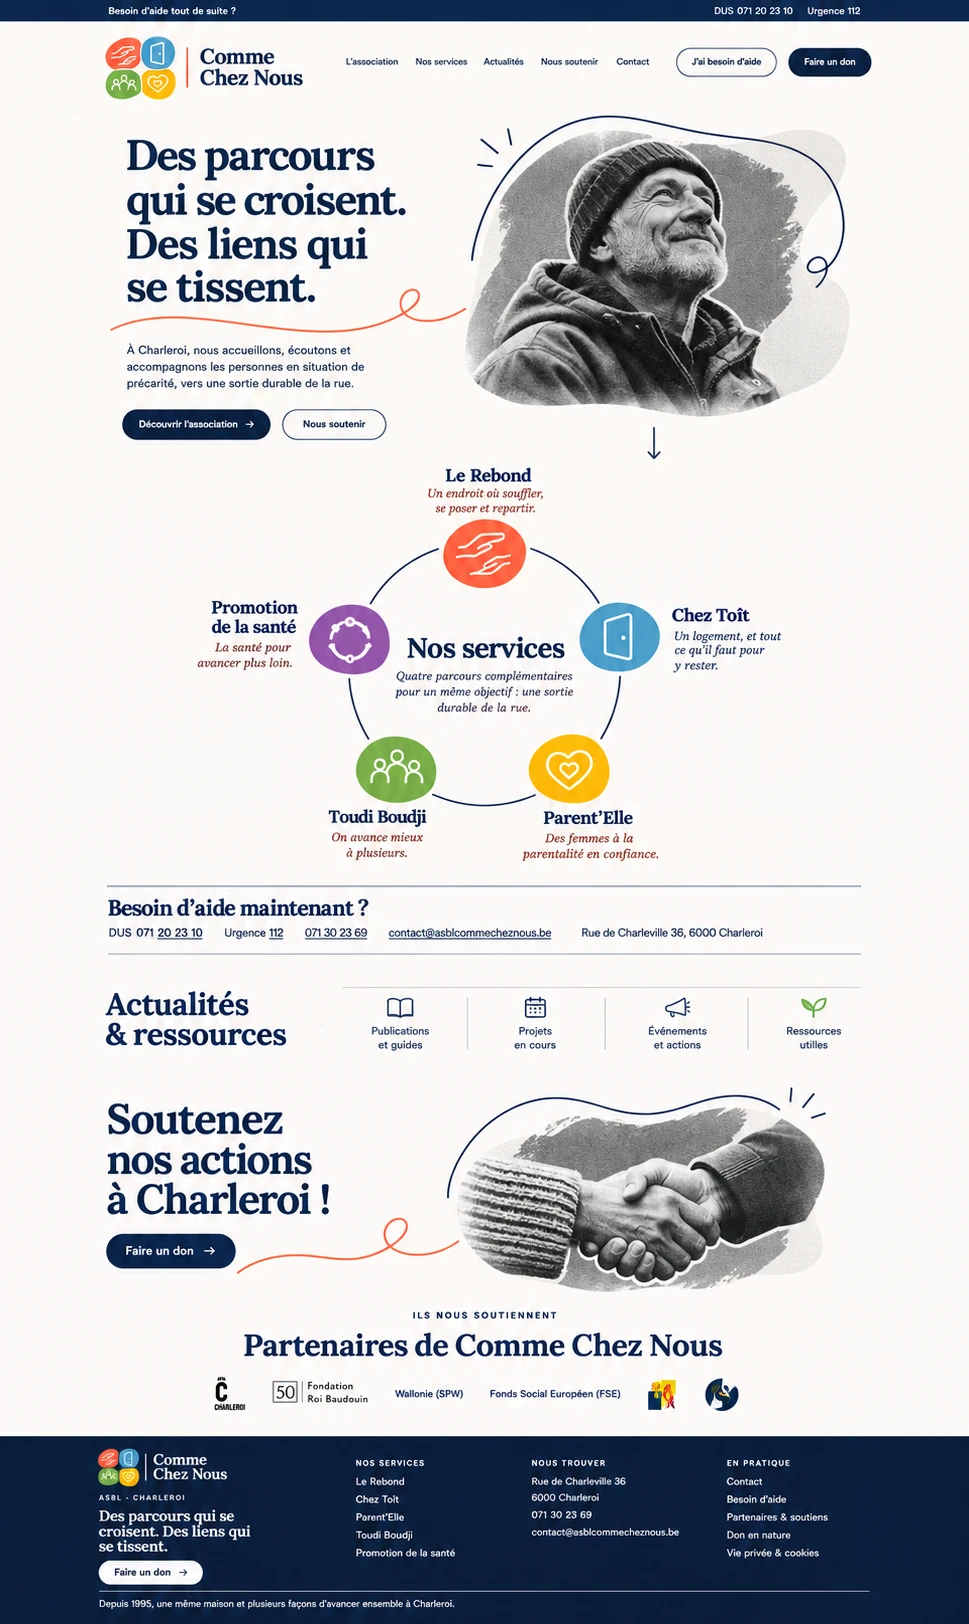 Besoin d'aide tout de suite ?
DUS 071 20 23 10 Urgence 112
Comme
Chez Nous
L'association Nos services Actualités Nous soutenir Contact
J'ai besoin d'aide
Faire un don
Des parcours
qui se croisent.
Des liens qui
se tissent.
À Charleroi, nous accueillons, écoutons et
accompagnons les personnes en situation de
précarité, vers une sortie durable de la rue.
Découvrir l'association →
Nous soutenir
Le Rebond
Un endroit où souffler,
se poser et repartir.
Promotion
de la santé
La santé pour
avancer plus loin.
Nos services
Quatre parcours complémentaires
pour un même objectif : une sortie
durable de la rue.
Chez Toît
Un logement, et tout
ce qu'il faut pour
y rester.
Toudi Boudji
On avance mieux
à plusieurs.
Parent'Elle
Des femmes à la
parentalité en confiance.
Besoin d'aide maintenant ?
DUS 071 20 23 10 Urgence 112 071 30 23 69 contact@asblcommecheznous.be Rue de Charleville 36, 6000 Charleroi
Actualités
& ressources
Publications
et guides
Projets
en cours
Événements
et actions
Ressources
utilles
Soutenez
nos actions
à Charleroi !
Faire un don →
ILS NOUS SOUTIENNENT
Partenaires de Comme Chez Nous
CHARLEROI
50 Fondation
Roi Baudouin
Wallonie (SPW)
Fonds Social Européen (FSE)
Comme
Chez Nous
ASBL · CHARLEROI
Des parcours qui se
croisent. Des liens qui
se tissent.
Faire un don →
NOS SERVICES
Le Rebond
Chez Toît
Parent'Elle
Toudi Boudji
Promotion de la santé
NOUS TROUVER
Rue de Charleville 36
6000 Charleroi
071 30 23 69
contact@asblcommecheznous.be
EN PRATIQUE
Contact
Besoin d'aide
Partenaires & soutiens
Don en nature
Vie privée & cookies
Depuis 1995, une même maison et plusieurs façons d'avancer ensemble à Charleroi.